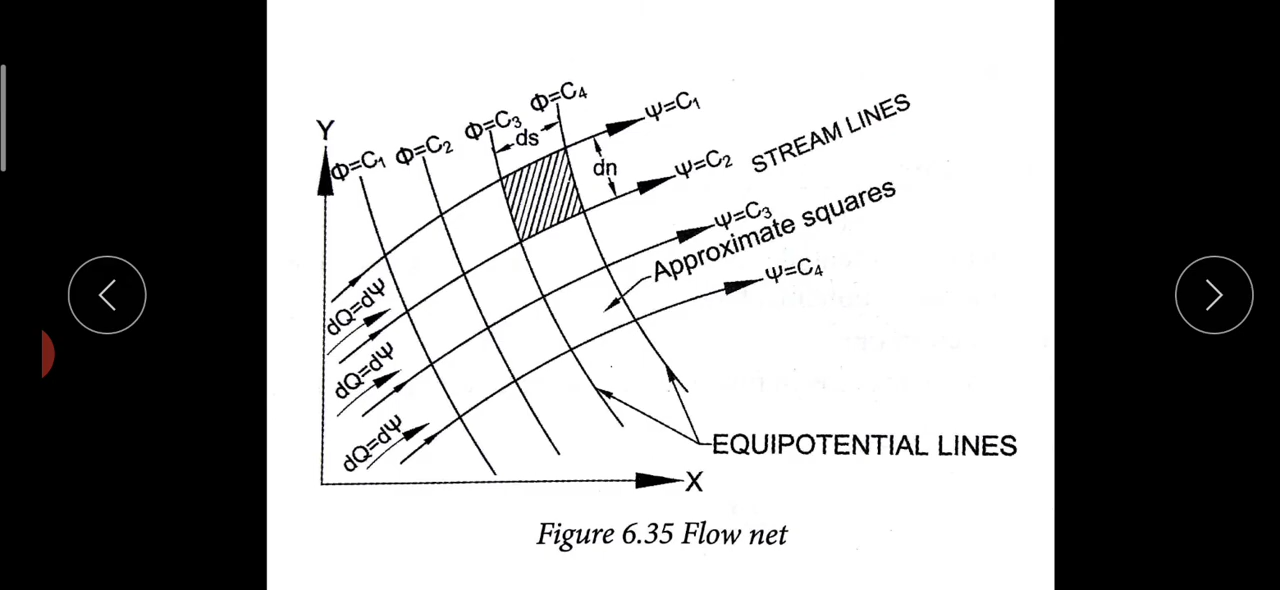 Y
Φ=C₁
Φ=C₂
Φ=C₃
Φ=C₄
ds
dn
Ψ=C₁
Ψ=C₂
STREAM LINES
Ψ=C₃
Approximate squares
Ψ=C₄
dQ=dΨ
dQ=dΨ
dQ=dΨ
EQUIPOTENTIAL LINES
X
Figure 6.35 Flow net